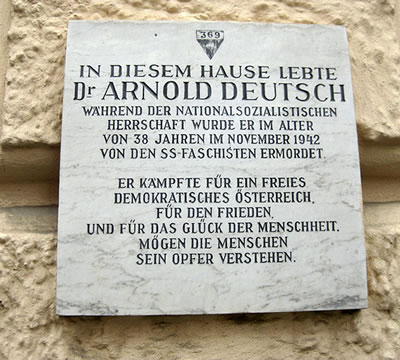 369
IN DIESEM HAUSE LEBTE
Dr ARNOLD DEUTSCH
WÄHREND DER NATIONALSOZIALISTISCHEN
HERRSCHAFT WURDE ER IM ALTER
VON 38 JAHREN IM NOVEMBER 1942
VON DEN SS-FASCHISTEN ERMORDET.
ER KÄMPFTE FÜR EIN FREIES
DEMOKRATISCHES ÖSTERREICH,
FÜR DEN FRIEDEN,
UND FÜR DAS GLÜCK DER MENSCHHEIT.
MÖGEN DIE MENSCHEN
SEIN OPFER VERSTEHEN.